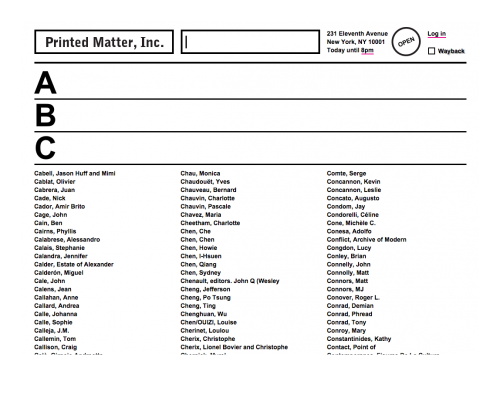 Printed Matter, Inc.
231 Eleventh Avenue
New York, NY 10001
Today until 8pm
OPEN
Log in
Wayback
A
B
C
Cabell, Jason Huff and Mimi
Cablat, Olivier
Cabrera, Juan
Cade, Nick
Cador, Amir Brito
Cage, John
Cain, Ben
Cairns, Phyllis
Calabrese, Alessandro
Calais, Stephanie
Calandra, Jennifer
Calder, Estate of Alexander
Calderón, Miguel
Cale, John
Calens, Jean
Callahan, Anne
Callard, Andrea
Calle, Johanna
Calle, Sophie
Calleja, J.M.
Callemin, Tom
Callison, Craig
Chau, Monica
Chaudouët, Yves
Chauveau, Bernard
Chauvin, Charlotte
Chauvin, Pascale
Chavez, Maria
Cheetham, Charlotte
Chen, Che
Chen, Chen
Chen, Howie
Chen, I-Hsuen
Chen, Qiang
Chen, Sydney
Chenault, editors. John Q (Wesley
Cheng, Jefferson
Cheng, Po Tsung
Cheng, Ting
Chenghuan, Wu
Chen/OUIZI, Louise
Cherinet, Loulou
Cherix, Christophe
Cherix, Lionel Bovier and Christophe
Comte, Serge
Concannon, Kevin
Concannon, Leslie
Concato, Augusto
Condom, Jay
Condorelli, Céline
Cone, Michèle C.
Conesa, Adolfo
Conflict, Archive of Modern
Congdon, Lucy
Conley, Brian
Connelly, John
Connolly, Matt
Connors, Matt
Connors, MJ
Conover, Roger L.
Conrad, Demian
Conrad, Phread
Conrad, Tony
Conroy, Mary
Constantinides, Kathy
Contact, Point of